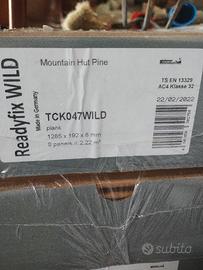 Mountain Hut Pine
TS EN 13329
AC4 Klasse 32
22/02/2022
Readyfix WILD
Made in Germany
TCK047WILD
plank
1285 x 192 x 8 mm
9 panels = 2.22 m²
subito